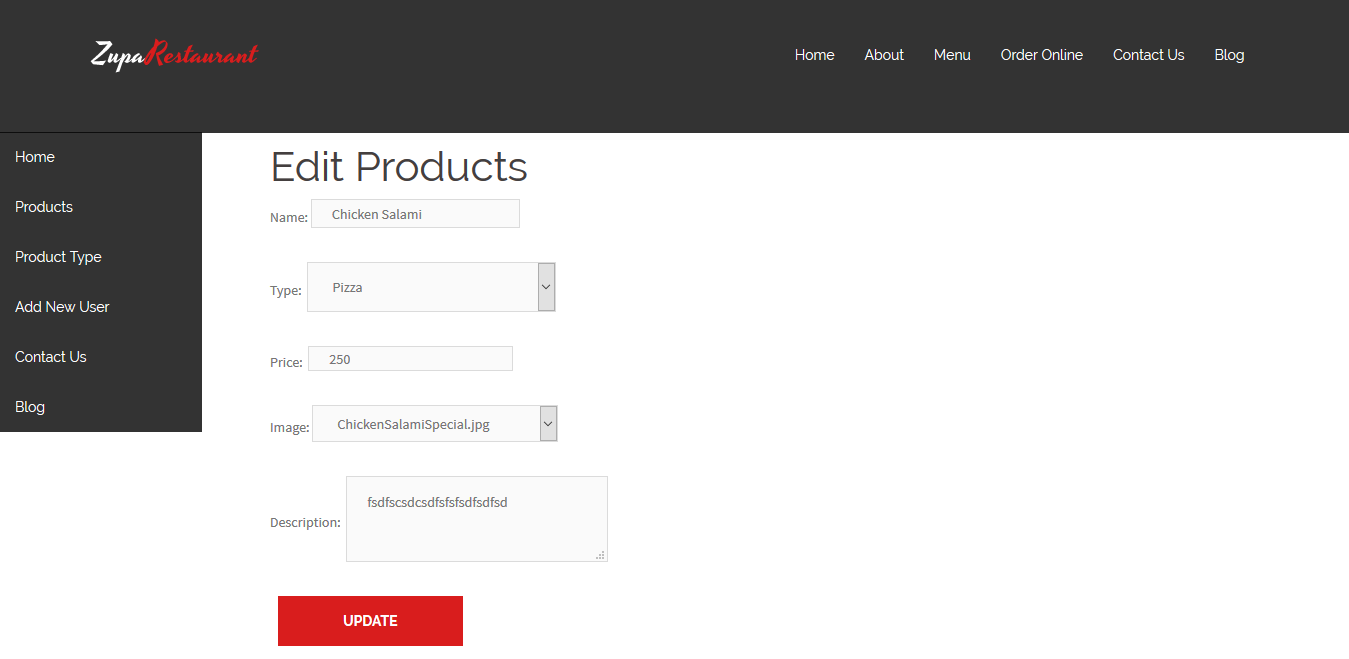 ZupaRestaurant
Home About Menu Order Online Contact Us Blog
Home
Products
Product Type
Add New User
Contact Us
Blog
Edit Products
Name: Chicken Salami
Type: Pizza
Price: 250
Image: ChickenSalamiSpecial.jpg
Description: fsdfscsdcsdfsfsfsdfsdfsd
UPDATE